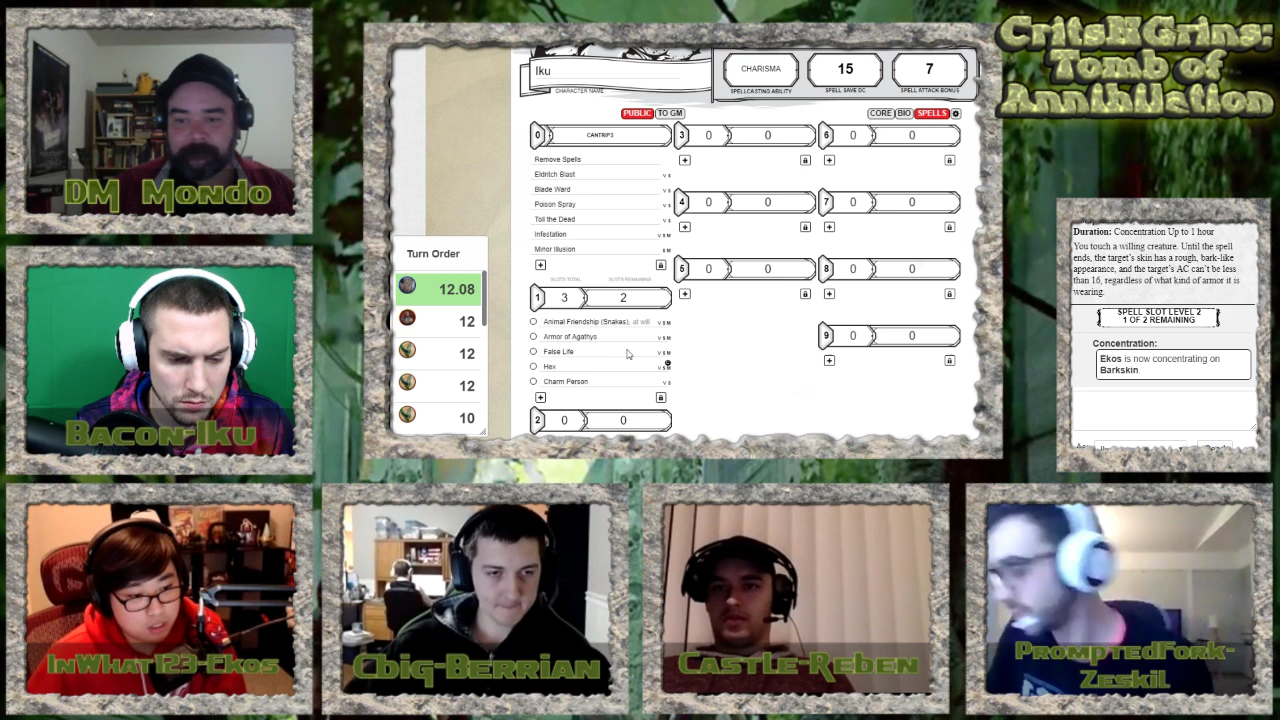 CritsNGrins:
Tomb of
Annihilation
DM Mondo
Bacon-Iku
InWhat123-Ekos
Cbig-Berrian
Castle-Reben
PromptedFork-
Zeskil
Iku
CHARACTER NAME
CHARISMA
SPELLCASTING ABILITY
15
SPELL SAVE DC
7
SPELL ATTACK BONUS
PUBLIC TO GM
CORE BIO SPELLS
0 CANTRIPS
Remove Spells
Eldritch Blast V S
Blade Ward V S
Poison Spray V S
Toll the Dead V S
Infestation V S M
Minor Illusion S M
SLOTS TOTAL SLOTS REMAINING
1 3 2
Animal Friendship (Snakes), at will V S M
Armor of Agathys V S M
False Life V S M
Hex V S M
Charm Person V S
2 0 0
3 0 0
4 0 0
5 0 0
6 0 0
7 0 0
8 0 0
9 0 0
Turn Order
12.08
12
12
12
10
Duration: Concentration Up to 1 hour
You touch a willing creature. Until the spell
ends, the target's skin has a rough, bark-like
appearance, and the target's AC can't be less
than 16, regardless of what kind of armor it is
wearing.
SPELL SLOT LEVEL 2
1 OF 2 REMAINING
Concentration:
Ekos is now concentrating on
Barkskin.